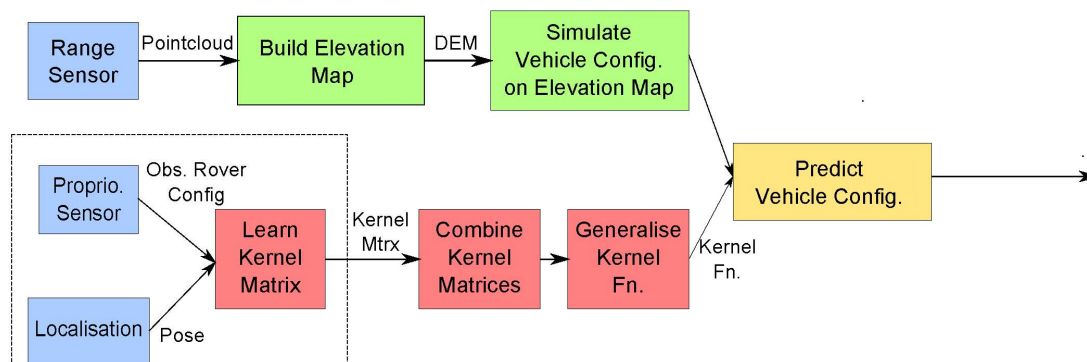 Range
Sensor
Pointcloud
Build Elevation
Map
DEM
Simulate
Vehicle Config.
on Elevation Map
Proprio.
Sensor
Obs. Rover
Config
Localisation
Pose
Learn
Kernel
Matrix
Kernel
Mtrx
Combine
Kernel
Matrices
Generalise
Kernel
Fn.
Kernel
Fn.
Predict
Vehicle Config.